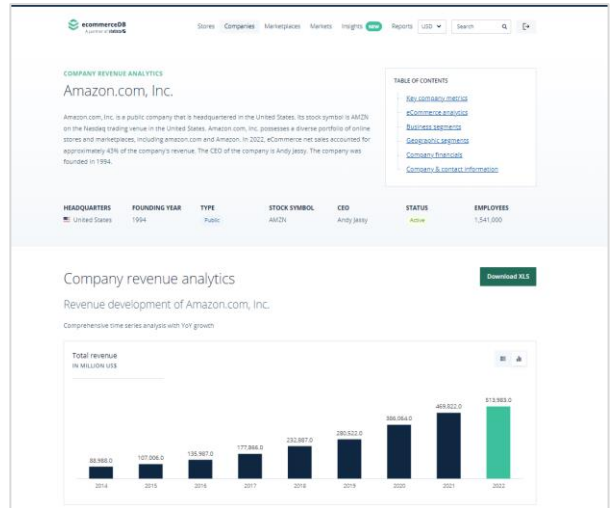 ecommerceDB
Stores Companies Marketplaces Markets Insights NEW Reports USD Search
COMPANY REVENUE ANALYTICS
Amazon.com, Inc.
Amazon.com, Inc. is a public company that is headquartered in the United States. Its stock symbol is AMZN
on the Nasdaq trading venue in the United States. Amazon.com, Inc. possesses a diverse portfolio of online
stores and marketplaces, including amazon.com and Amazon. In 2022, eCommerce net sales accounted for
approximately 43% of the company's revenue. The CEO of the company is Andy Jassy. The company was
founded in 1994.
TABLE OF CONTENTS
Key company metrics
eCommerce analytics
Business segments
Geographic segments
Company financials
Company & contact information
HEADQUARTERS FOUNDING YEAR TYPE STOCK SYMBOL CEO STATUS EMPLOYEES
United States 1994 Public AMZN Andy Jassy Active 1,541,000
Company revenue analytics
Download XLS
Revenue development of Amazon.com, Inc.
Comprehensive time series analysis with YoY growth
Total revenue
IN MILLION US$
88,988.0 107,006.0 135,987.0 177,866.0 232,887.0 280,522.0 386,064.0 469,822.0 513,983.0
2014 2015 2016 2017 2018 2019 2020 2021 2022